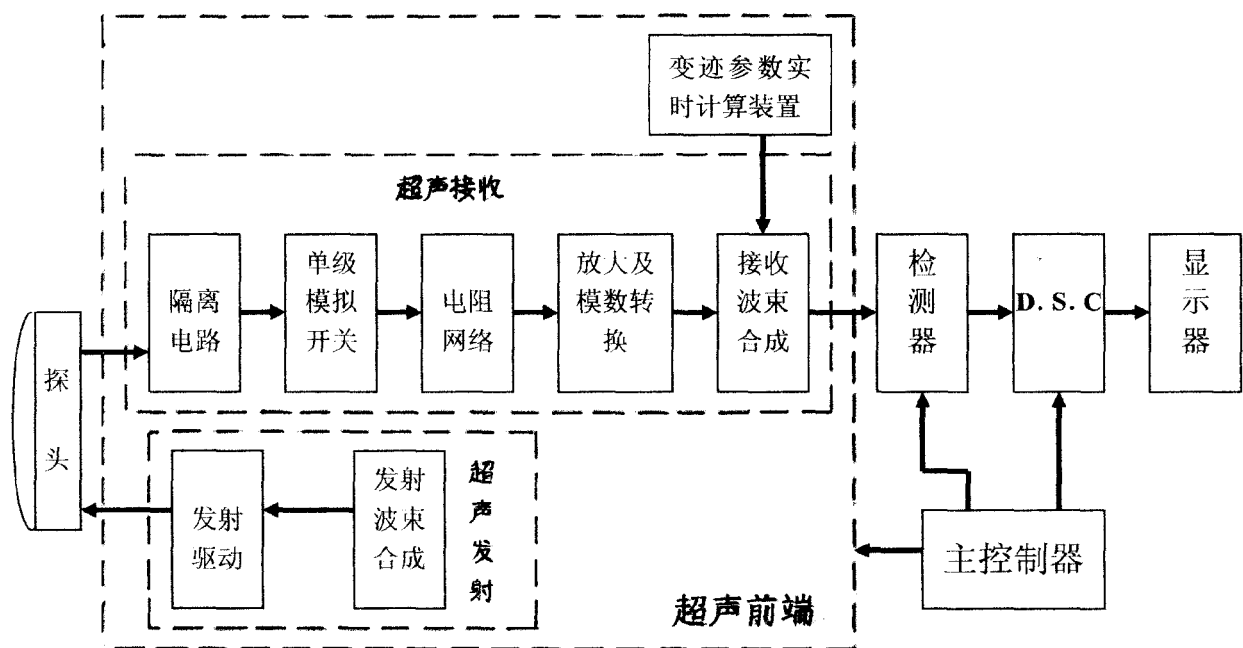 变迹参数实
时计算装置
超声接收
隔离
电路
单级
模拟
开关
电阻
网络
放大及
模数转
换
接收
波束
合成
检
测
器
D. S. C
显
示
器
探
头
发射
驱动
发射
波束
合成
超
声
发
射
主控制器
超声前端